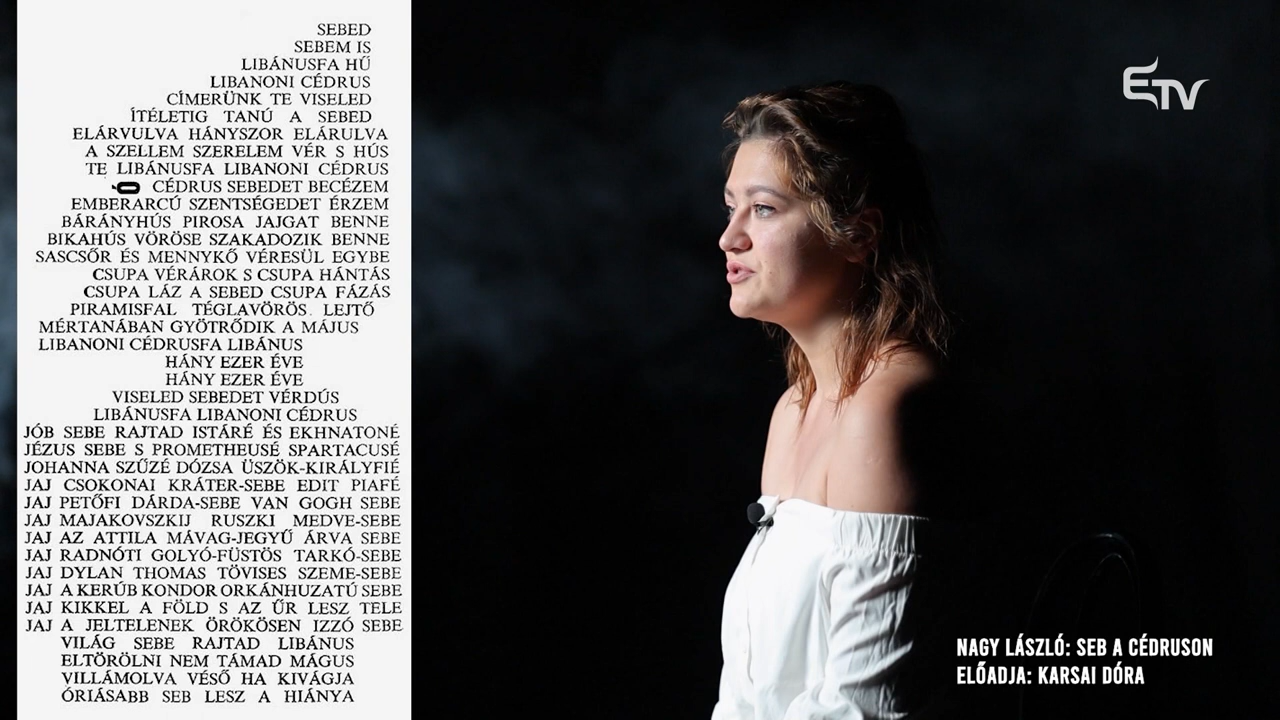 SEBED
SEBEM IS
LIBÁNUSFA HŰ
LIBANONI CÉDRUS
CÍMERÜNK TE VISELED
ÍTÉLETIG TANÚ A SEBED
ELÁRVULVA HÁNYSZOR ELÁRULVA
A SZELLEM SZERELEM VÉR S HÚS
TE LIBÁNUSFA LIBANONI CÉDRUS
Ó CÉDRUS SEBEDET BECÉZEM
EMBERARCÚ SZENTSÉGEDET ÉRZEM
BÁRÁNYHÚS PIROSA JAJGAT BENNE
BIKAHÚS VÖRÖSE SZAKADOZIK BENNE
SASCSŐR ÉS MENNYKŐ VÉRESÜL EGYBE
CSUPA VÉRÁROK S CSUPA HÁNTÁS
CSUPA LÁZ A SEBED CSUPA FÁZÁS
PIRAMISFAL TÉGLAVÖRÖS. LEJTŐ
MÉRTANÁBAN GYÖTRŐDIK A MÁJUS
LIBANONI CÉDRUSFA LIBÁNUS
HÁNY EZER ÉVE
HÁNY EZER ÉVE
VISELED SEBEDET VÉRDÚS
LIBÁNUSFA LIBANONI CÉDRUS
JÓB SEBE RAJTAD ISTÁRÉ ÉS EKHNATONÉ
JÉZUS SEBE S PROMETHEUSÉ SPARTACUSÉ
JOHANNA SZŰZÉ DÓZSA ÜSZÖK-KIRÁLYFIÉ
JAJ CSOKONAI KRÁTER-SEBE EDIT PIAFÉ
JAJ PETŐFI DÁRDA-SEBE VAN GOGH SEBE
JAJ MAJAKOVSZKIJ RUSZKI MEDVE-SEBE
JAJ AZ ATTILA MÁVAG-JEGYŰ ÁRVA SEBE
JAJ RADNÓTI GOLYÓ-FÜSTÖS TARKÓ-SEBE
JAJ DYLAN THOMAS TÖVISES SZEME-SEBE
JAJ A KERÚB KONDOR ORKÁNHUZATÚ SEBE
JAJ KIKKEL A FÖLD S AZ ŰR LESZ TELE
JAJ A JELTELENEK ÖRÖKÖSEN IZZÓ SEBE
VILÁG SEBE RAJTAD LIBÁNUS
ELTÖRÖLNI NEM TÁMAD MÁGUS
VILLÁMOLVA VÉSŐ HA KIVÁGJA
ÓRIÁSABB SEB LESZ A HIÁNYA
ETV
NAGY LÁSZLÓ: SEB A CÉDRUSON
ELŐADJA: KARSAI DÓRA